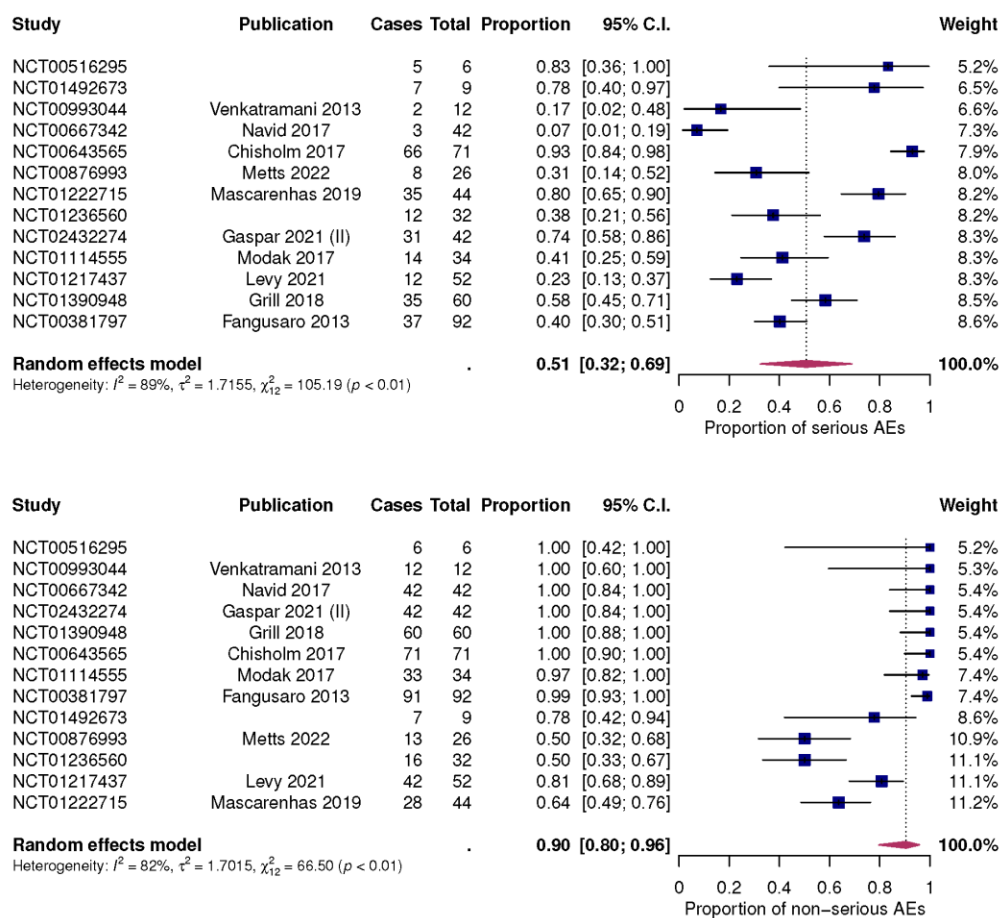 Study Publication Cases Total Proportion 95% C.I. Weight
NCT00516295 5 6 0.83 [0.36; 1.00] 5.2%
NCT01492673 7 9 0.78 [0.40; 0.97] 6.5%
NCT00993044 Venkatramani 2013 2 12 0.17 [0.02; 0.48] 6.6%
NCT00667342 Navid 2017 3 42 0.07 [0.01; 0.19] 7.3%
NCT00643565 Chisholm 2017 66 71 0.93 [0.84; 0.98] 7.9%
NCT00876993 Metts 2022 8 26 0.31 [0.14; 0.52] 8.0%
NCT01222715 Mascarenhas 2019 35 44 0.80 [0.65; 0.90] 8.2%
NCT01236560 12 32 0.38 [0.21; 0.56] 8.2%
NCT02432274 Gaspar 2021 (II) 31 42 0.74 [0.58; 0.86] 8.3%
NCT01114555 Modak 2017 14 34 0.41 [0.25; 0.59] 8.3%
NCT01217437 Levy 2021 12 52 0.23 [0.13; 0.37] 8.3%
NCT01390948 Grill 2018 35 60 0.58 [0.45; 0.71] 8.5%
NCT00381797 Fangusaro 2013 37 92 0.40 [0.30; 0.51] 8.6%
Random effects model . 0.51 [0.32; 0.69] 100.0%
Heterogeneity: I² = 89%, τ² = 1.7155, χ²₁₂ = 105.19 (p < 0.01)
0 0.2 0.4 0.6 0.8 1
Proportion of serious AEs
Study Publication Cases Total Proportion 95% C.I. Weight
NCT00516295 6 6 1.00 [0.42; 1.00] 5.2%
NCT00993044 Venkatramani 2013 12 12 1.00 [0.60; 1.00] 5.3%
NCT00667342 Navid 2017 42 42 1.00 [0.84; 1.00] 5.4%
NCT02432274 Gaspar 2021 (II) 42 42 1.00 [0.84; 1.00] 5.4%
NCT01390948 Grill 2018 60 60 1.00 [0.88; 1.00] 5.4%
NCT00643565 Chisholm 2017 71 71 1.00 [0.90; 1.00] 5.4%
NCT01114555 Modak 2017 33 34 0.97 [0.82; 1.00] 7.4%
NCT00381797 Fangusaro 2013 91 92 0.99 [0.93; 1.00] 7.4%
NCT01492673 7 9 0.78 [0.42; 0.94] 8.6%
NCT00876993 Metts 2022 13 26 0.50 [0.32; 0.68] 10.9%
NCT01236560 16 32 0.50 [0.33; 0.67] 11.1%
NCT01217437 Levy 2021 42 52 0.81 [0.68; 0.89] 11.1%
NCT01222715 Mascarenhas 2019 28 44 0.64 [0.49; 0.76] 11.2%
Random effects model . 0.90 [0.80; 0.96] 100.0%
Heterogeneity: I² = 82%, τ² = 1.7015, χ²₁₂ = 66.50 (p < 0.01)
0 0.2 0.4 0.6 0.8 1
Proportion of non−serious AEs